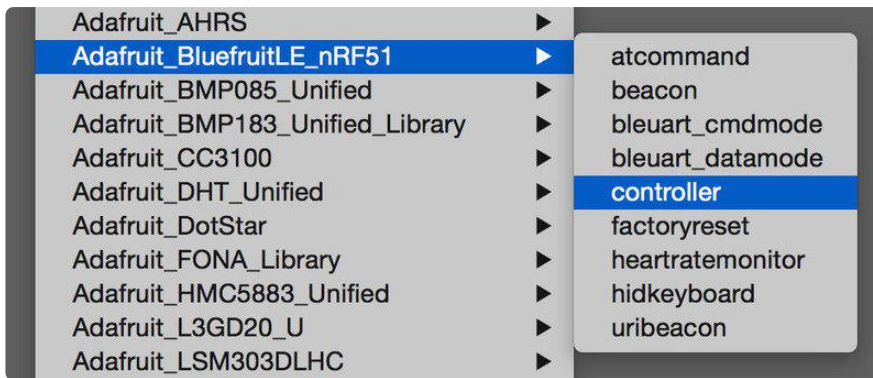 Adafruit_AHRS
Adafruit_BluefruitLE_nRF51
Adafruit_BMP085_Unified
Adafruit_BMP183_Unified_Library
Adafruit_CC3100
Adafruit_DHT_Unified
Adafruit_DotStar
Adafruit_FONA_Library
Adafruit_HMC5883_Unified
Adafruit_L3GD20_U
Adafruit_LSM303DLHC
atcommand
beacon
bleuart_cmdmode
bleuart_datamode
controller
factoryreset
heartratemonitor
hidkeyboard
uribeacon